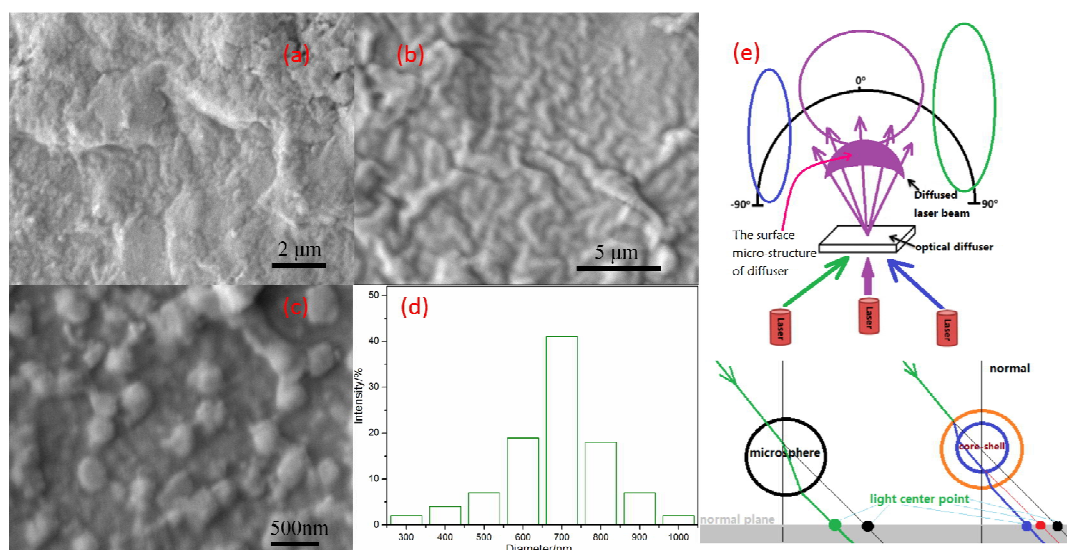 (a)
2 μm
(b)
5 μm
(c)
500nm
(d)
50
40
30
20
10
0
Intensity/%
300 400 500 600 700 800 900 1000
Diameter/nm
(e)
0°
-90°
90°
Diffused
laser beam
optical diffuser
The surface
micro-structure
of diffuser
Laser
Laser
Laser
normal
microsphere
core-shell
light center point
normal plane